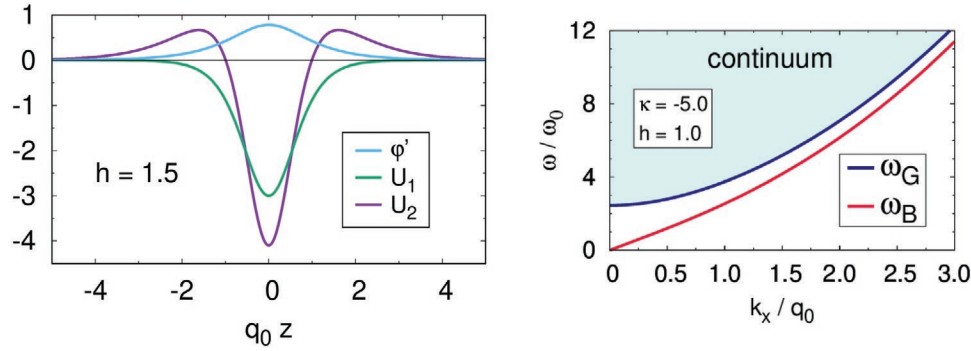 1
0
-1
-2
-3
-4
h = 1.5
φ'
U₁
U₂
-4 -2 0 2 4
q₀ z
12
8
4
0
ω / ω₀
continuum
κ = -5.0
h = 1.0
ω_G
ω_B
0 0.5 1.0 1.5 2.0 2.5 3.0
kₓ / q₀